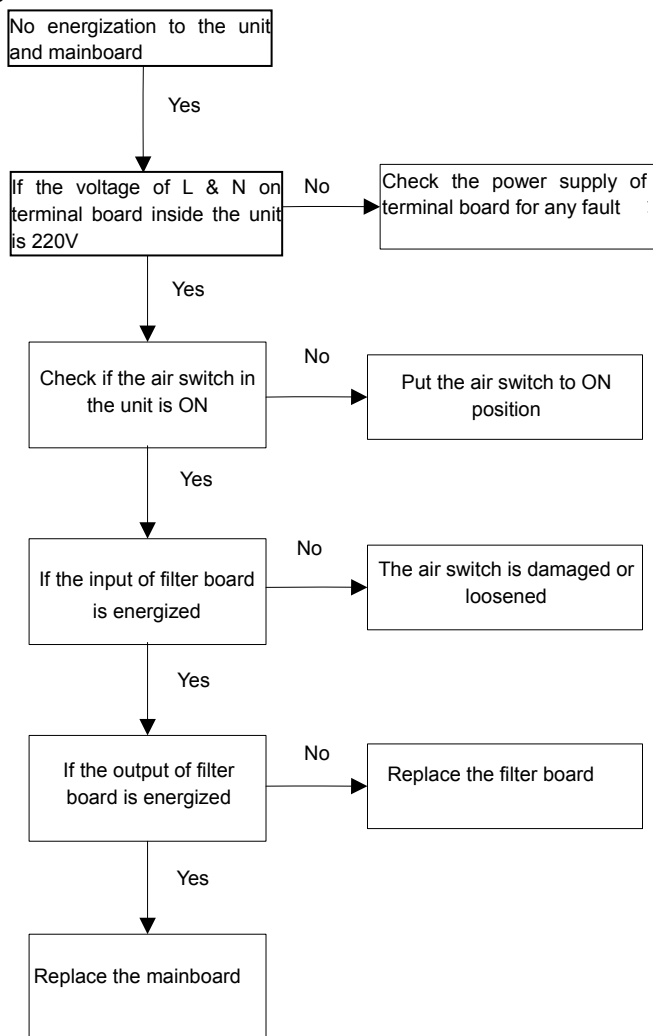 No energization to the unit
and mainboard
Yes
If the voltage of L & N on
terminal board inside the unit
is 220V
No
Check the power supply of
terminal board for any fault
Yes
Check if the air switch in
the unit is ON
No
Put the air switch to ON
position
Yes
If the input of filter board
is energized
No
The air switch is damaged or
loosened
Yes
If the output of filter
board is energized
No
Replace the filter board
Yes
Replace the mainboard